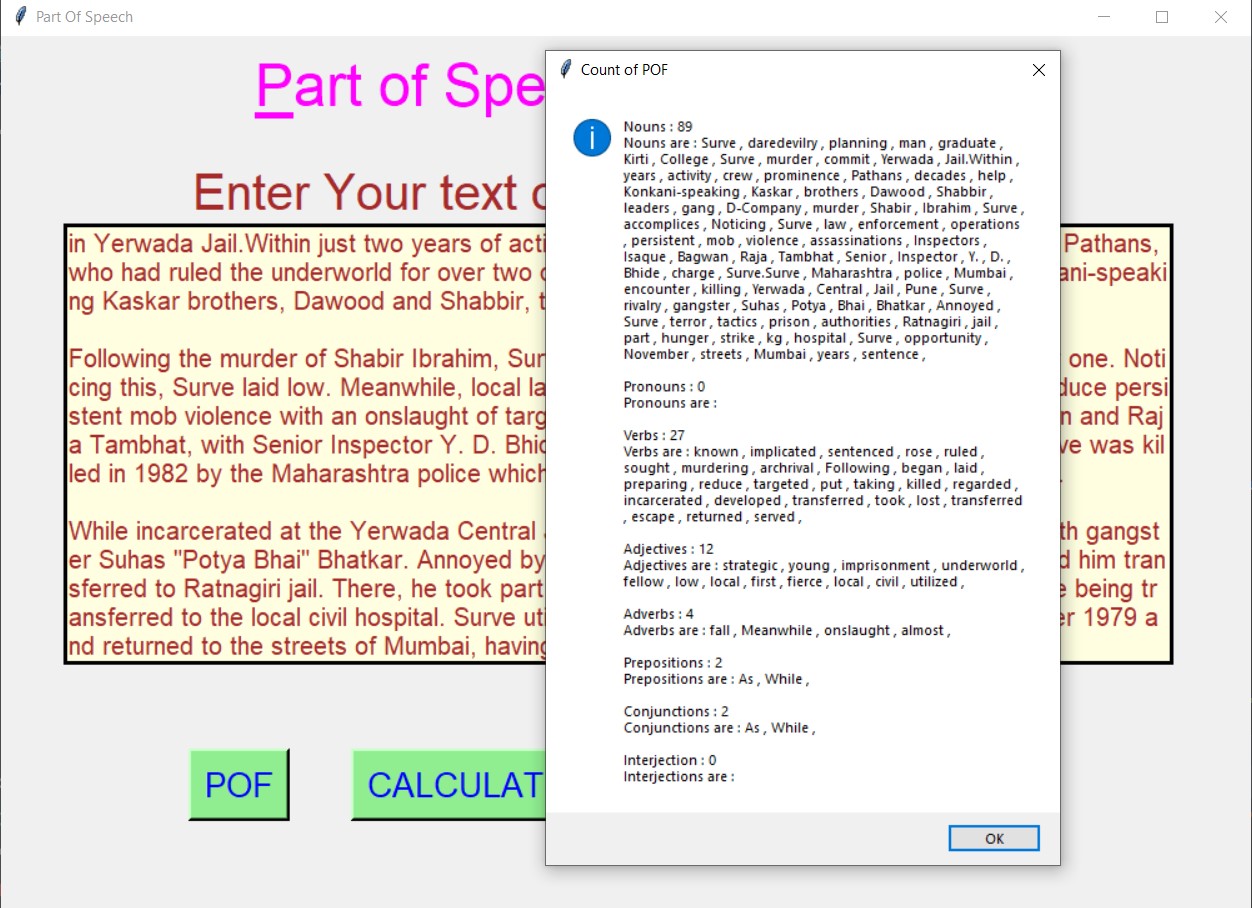 Part Of Speech
Part of Spe
Enter Your text o
in Yerwada Jail.Within just two years of acti
Pathans,
who had ruled the underworld for over two
ani-speaki
ng Kaskar brothers, Dawood and Shabbir, t
Following the murder of Shabir Ibrahim, Sur
one. Noti
cing this, Surve laid low. Meanwhile, local la
duce persi
stent mob violence with an onslaught of targ
n and Raj
a Tambhat, with Senior Inspector Y. D. Bhid
ve was kil
led in 1982 by the Maharashtra police which
While incarcerated at the Yerwada Central
th gangst
er Suhas "Potya Bhai" Bhatkar. Annoyed by
d him tran
sferred to Ratnagiri jail. There, he took part
e being tr
ansferred to the local civil hospital. Surve uti
er 1979 a
nd returned to the streets of Mumbai, having
POF
CALCULAT
Count of POF
Nouns : 89
Nouns are : Surve , daredevilry , planning , man , graduate ,
Kirti , College , Surve , murder , commit , Yerwada , Jail.Within ,
years , activity , crew , prominence , Pathans , decades , help ,
Konkani-speaking , Kaskar , brothers , Dawood , Shabbir ,
leaders , gang , D-Company , murder , Shabir , Ibrahim , Surve ,
accomplices , Noticing , Surve , law , enforcement , operations
, persistent , mob , violence , assassinations , Inspectors ,
Isaque , Bagwan , Raja , Tambhat , Senior , Inspector , Y. , D. ,
Bhide , charge , Surve.Surve , Maharashtra , police , Mumbai ,
encounter , killing , Yerwada , Central , Jail , Pune , Surve ,
rivalry , gangster , Suhas , Potya , Bhai , Bhatkar , Annoyed ,
Surve , terror , tactics , prison , authorities , Ratnagiri , jail ,
part , hunger , strike , kg , hospital , Surve , opportunity ,
November , streets , Mumbai , years , sentence ,
Pronouns : 0
Pronouns are :
Verbs : 27
Verbs are : known , implicated , sentenced , rose , ruled ,
sought , murdering , archrival , Following , began , laid ,
preparing , reduce , targeted , put , taking , killed , regarded ,
incarcerated , developed , transferred , took , lost , transferred
, escape , returned , served ,
Adjectives : 12
Adjectives are : strategic , young , imprisonment , underworld ,
fellow , low , local , first , fierce , local , civil , utilized ,
Adverbs : 4
Adverbs are : fall , Meanwhile , onslaught , almost ,
Prepositions : 2
Prepositions are : As , While ,
Conjunctions : 2
Conjunctions are : As , While ,
Interjection : 0
Interjections are :
OK